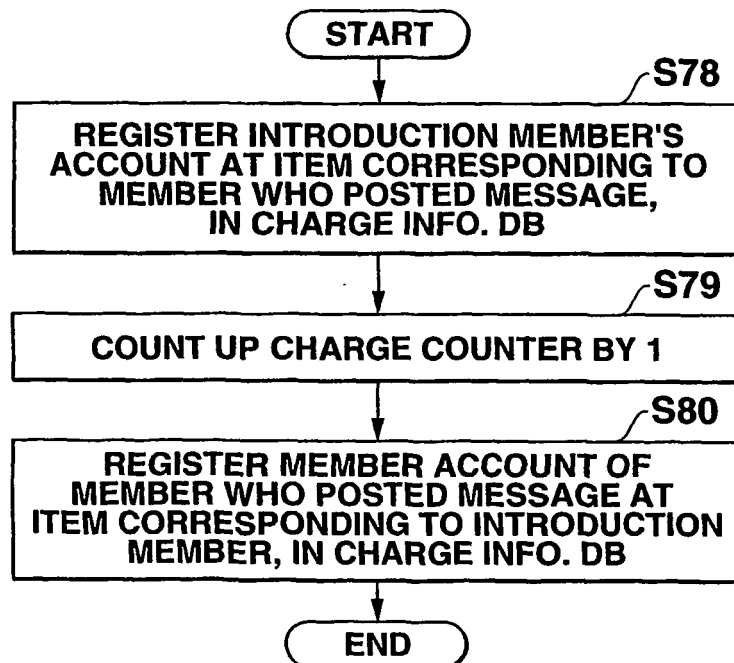 START
S78
REGISTER INTRODUCTION MEMBER'S
ACCOUNT AT ITEM CORRESPONDING TO
MEMBER WHO POSTED MESSAGE,
IN CHARGE INFO. DB
S79
COUNT UP CHARGE COUNTER BY 1
S80
REGISTER MEMBER ACCOUNT OF
MEMBER WHO POSTED MESSAGE AT
ITEM CORRESPONDING TO INTRODUCTION
MEMBER, IN CHARGE INFO. DB
END